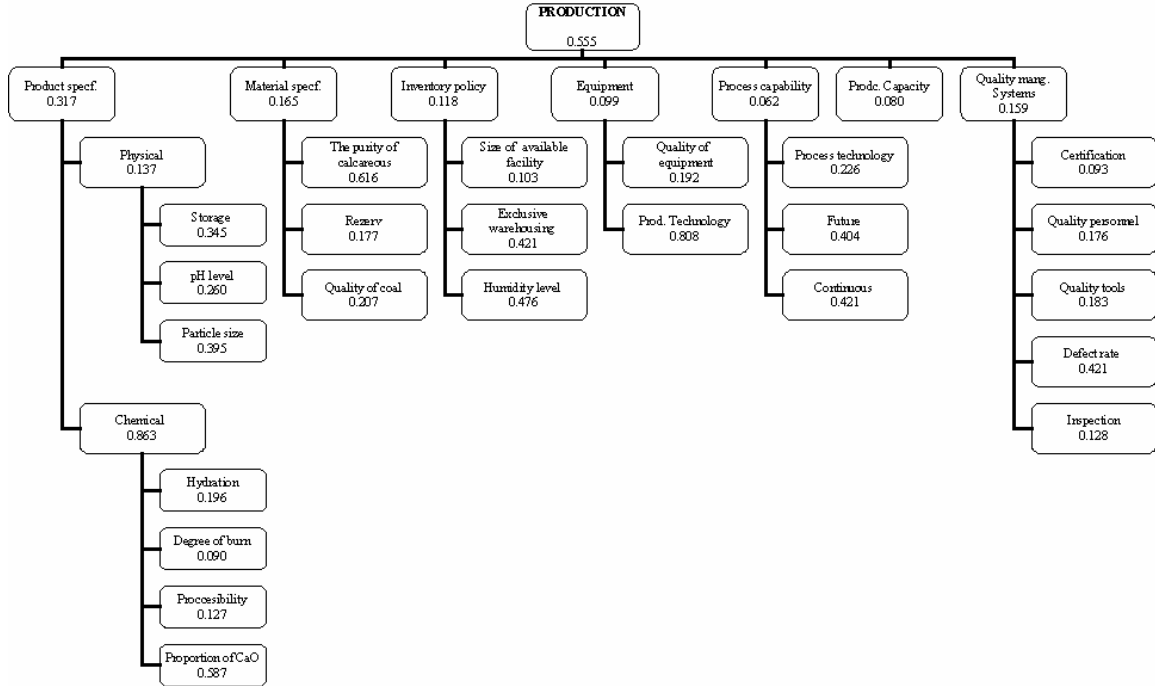 PRODUCTION
0.555
Product specf.
0.317
Material specf.
0.165
Inventory policy
0.118
Equipment
0.099
Process capability
0.062
Prodc. Capacity
0.080
Quality mang.
Systems
0.159
Physical
0.137
Storage
0.345
pH level
0.260
Particle size
0.395
Chemical
0.863
Hydration
0.196
Degree of burn
0.090
Proccesibility
0.127
Proportion of CaO
0.587
The purity of
calcareous
0.616
Rezerv
0.177
Quality of coal
0.207
Size of available
facility
0.103
Exclusive
warehousing
0.421
Humidity level
0.476
Quality of
equipment
0.192
Prod. Technology
0.808
Process technology
0.226
Future
0.404
Continuous
0.421
Certification
0.093
Quality personnel
0.176
Quality tools
0.183
Defect rate
0.421
Inspection
0.128